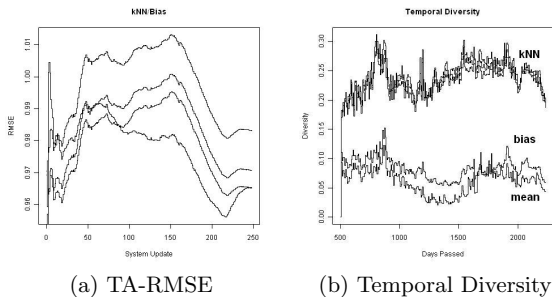 kNN/Bias
RMSE
1.01
1.00
0.99
0.98
0.97
0.96
0 50 100 150 200 250
System Update
(a) TA-RMSE
Temporal Diversity
Diversity
0.30
0.25
0.20
0.15
0.10
0.05
0.00
kNN
bias
mean
500 1000 1500 2000
Days Passed
(b) Temporal Diversity